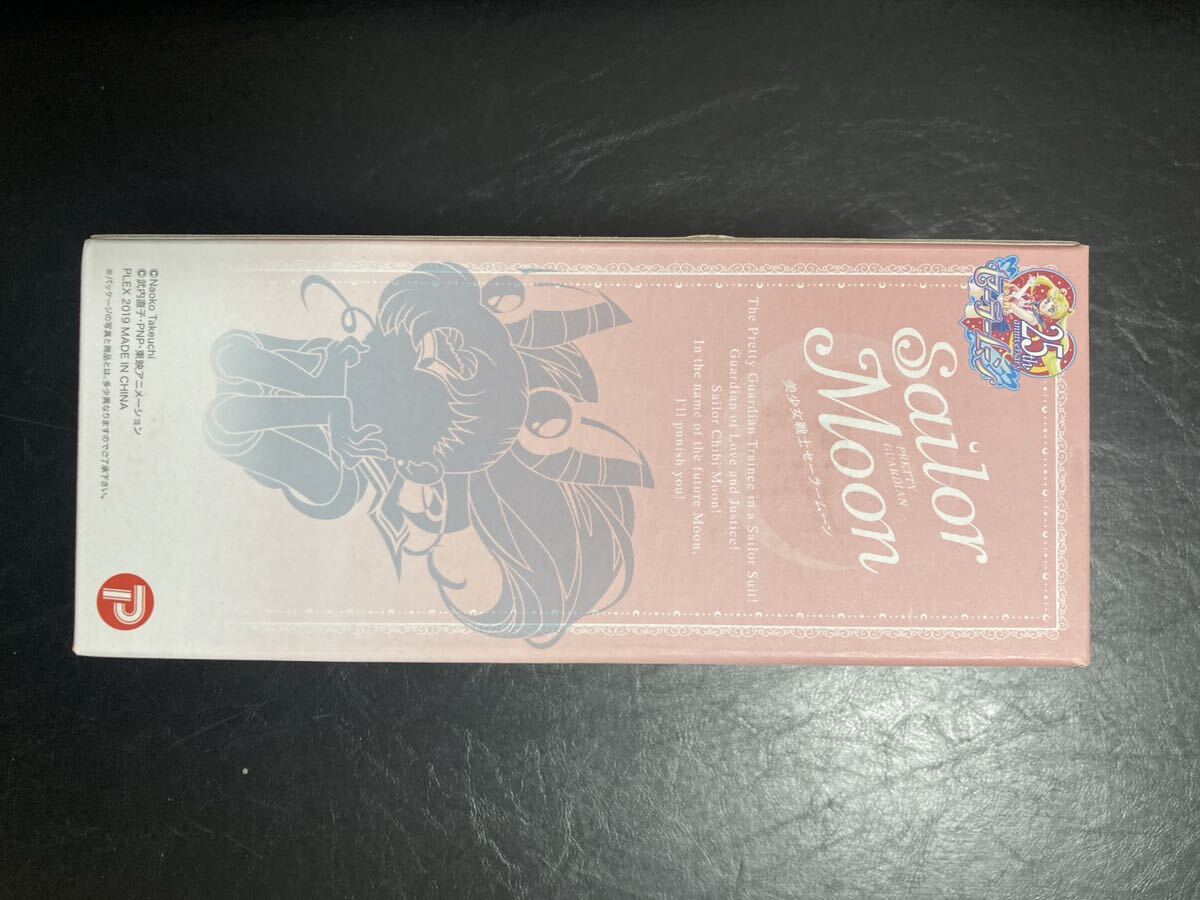 美少女戦士
セーラームーン
25th
anniversary
Sailor
PRETTY
GUARDIAN
Moon
美少女戦士セーラームーン
The Pretty Guardian Trainee in a Sailor Suit!
Guardian of Love and Justice!
Sailor Chibi Moon!
In the name of the future Moon,
I'll punish you!
©Naoko Takeuchi
©武内直子・PNP・東映アニメーション
PLEX 2019 MADE IN CHINA
※パッケージの写真と商品とは、多少異なりますのでご了承下さい。
P